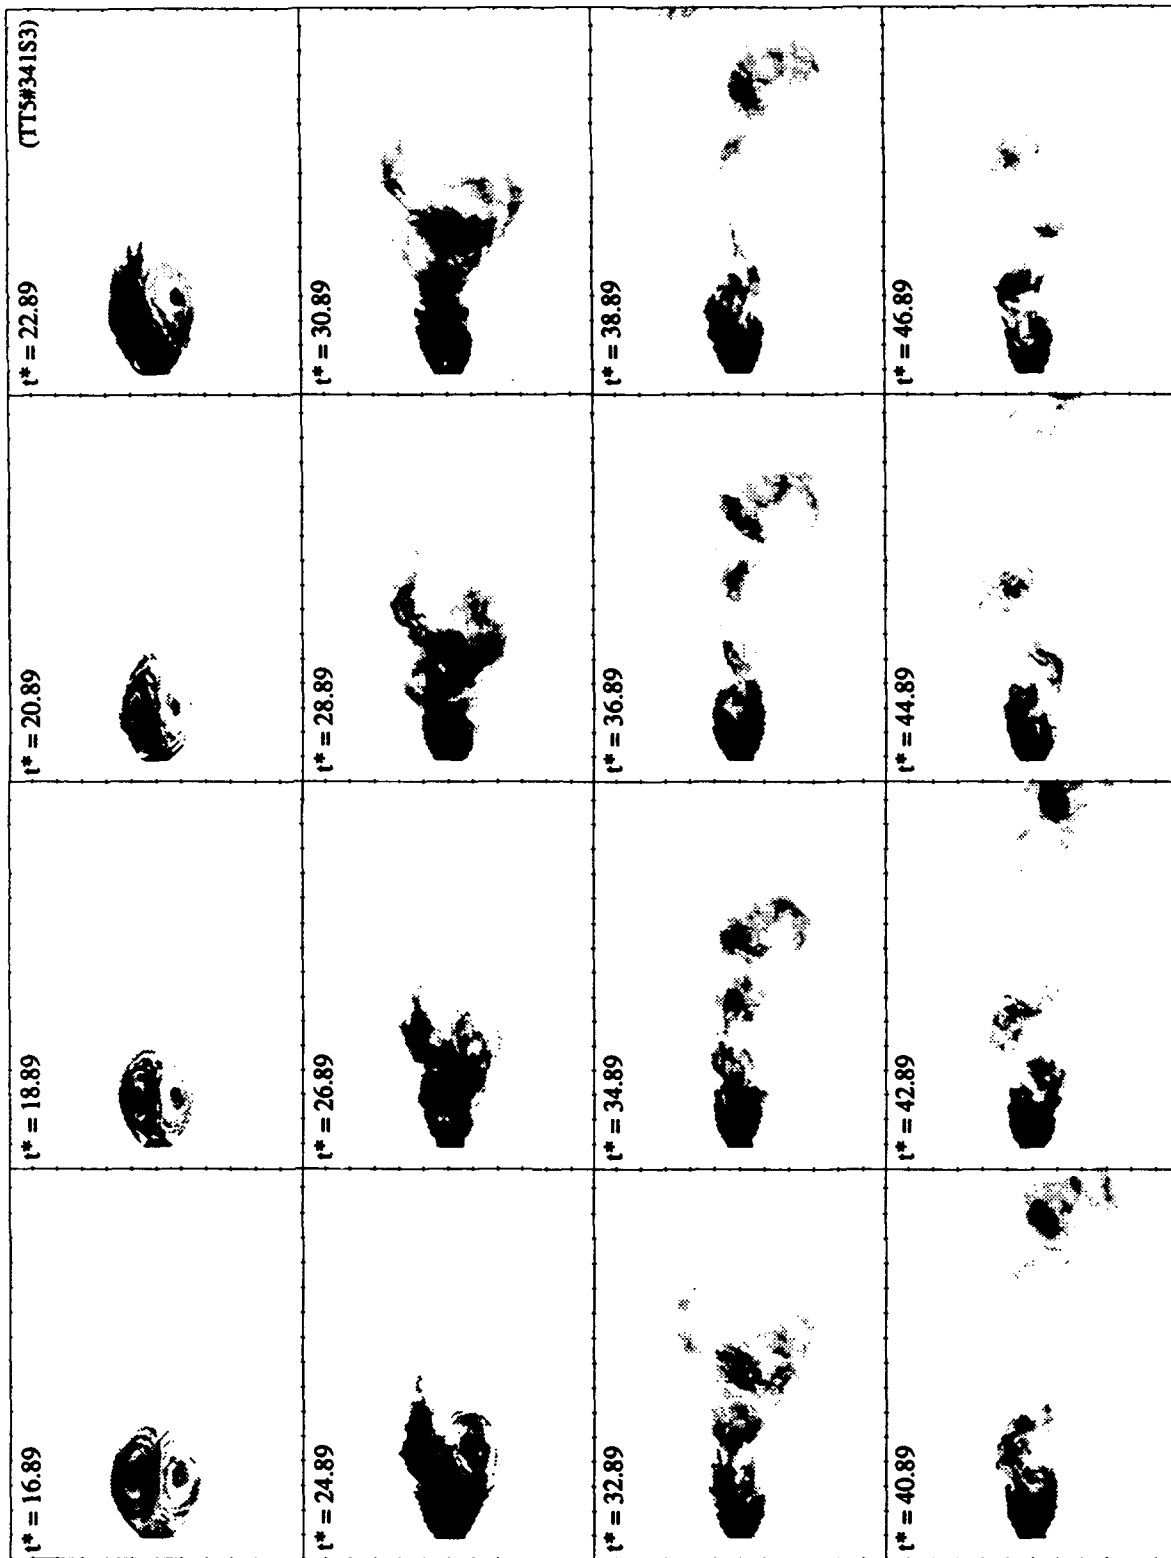 t* = 16.89
t* = 18.89
t* = 20.89
t* = 22.89
(TT5#341S3)
t* = 24.89
t* = 26.89
t* = 28.89
t* = 30.89
t* = 32.89
t* = 34.89
t* = 36.89
t* = 38.89
t* = 40.89
t* = 42.89
t* = 44.89
t* = 46.89